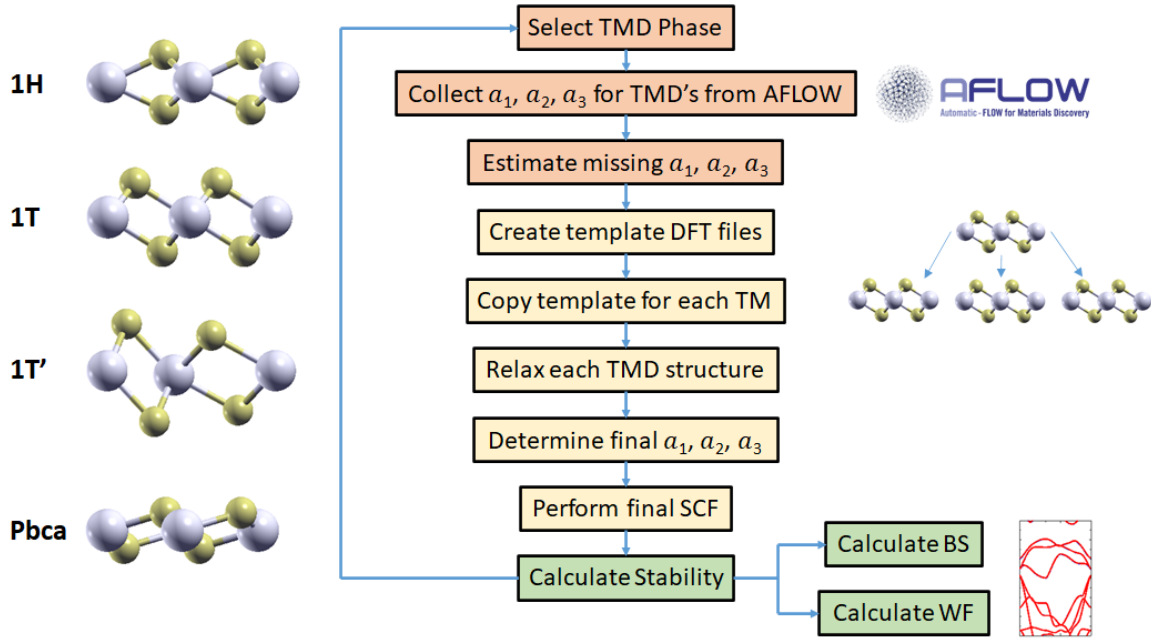 1H
1T
1T’
Pbca
Select TMD Phase
Collect a₁, a₂, a₃ for TMD’s from AFLOW
AFLOW
Automatic - FLOW for Materials Discovery
Estimate missing a₁, a₂, a₃
Create template DFT files
Copy template for each TM
Relax each TMD structure
Determine final a₁, a₂, a₃
Perform final SCF
Calculate Stability
Calculate BS
Calculate WF